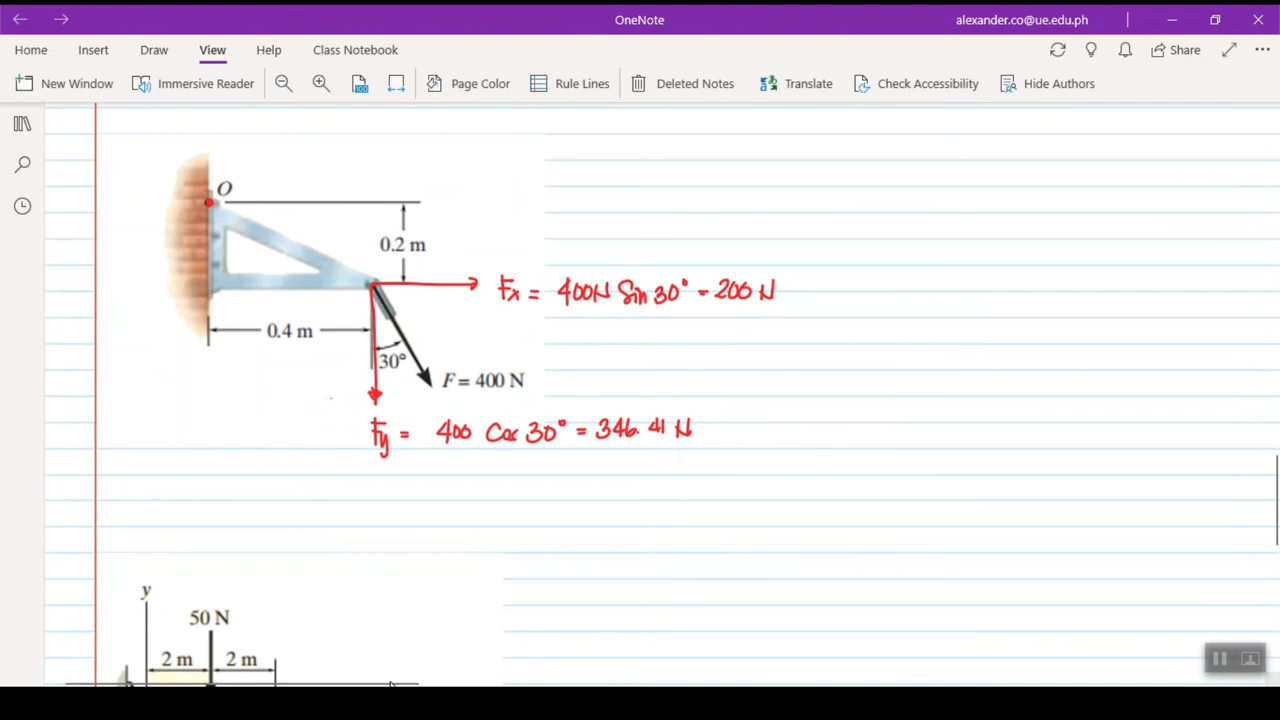 OneNote
alexander.co@ue.edu.ph
Home Insert Draw View Help Class Notebook Share
New Window Immersive Reader 100 Page Color Rule Lines Deleted Notes Translate Check Accessibility Hide Authors
O
0.2 m
Fx = 400N Sin 30° = 200 N
0.4 m
30°
F = 400 N
Fy = 400 Cos 30° = 346.41 N
y
50 N
2 m 2 m